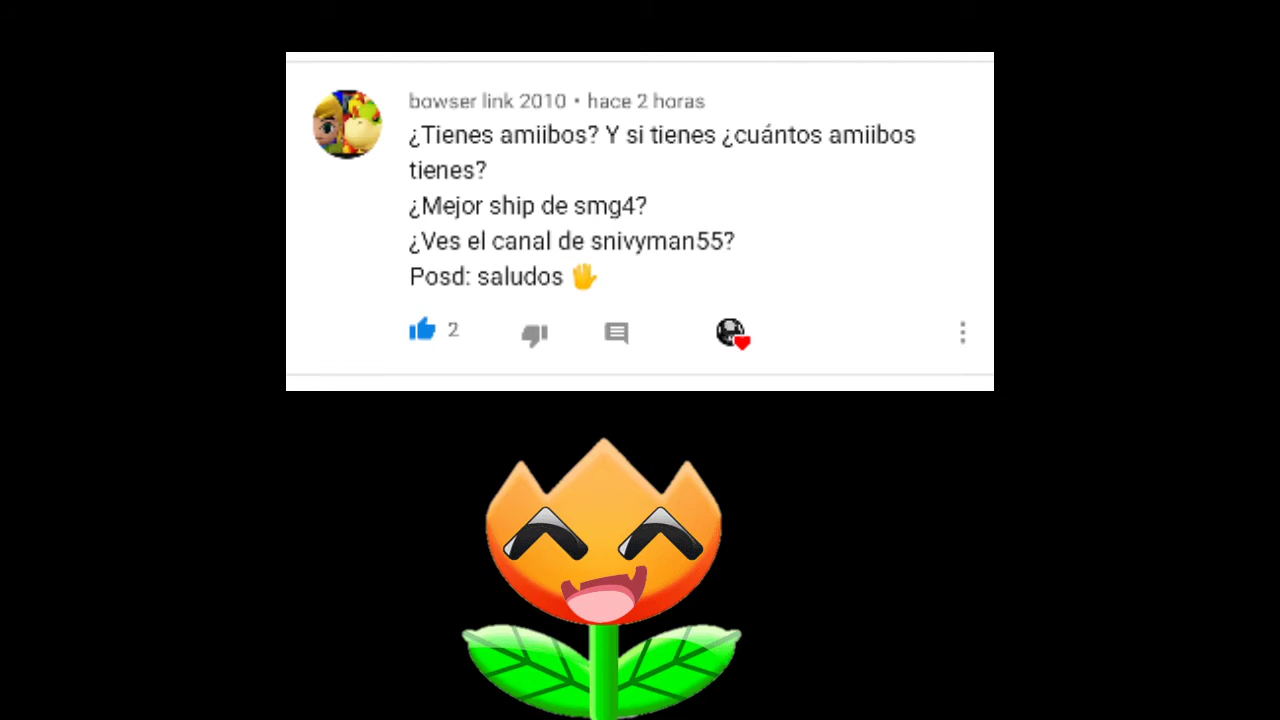 bowser link 2010 • hace 2 horas
¿Tienes amiibos? Y si tienes ¿cuántos amiibos
tienes?
¿Mejor ship de smg4?
¿Ves el canal de snivyman55?
Posd: saludos 🖐
2